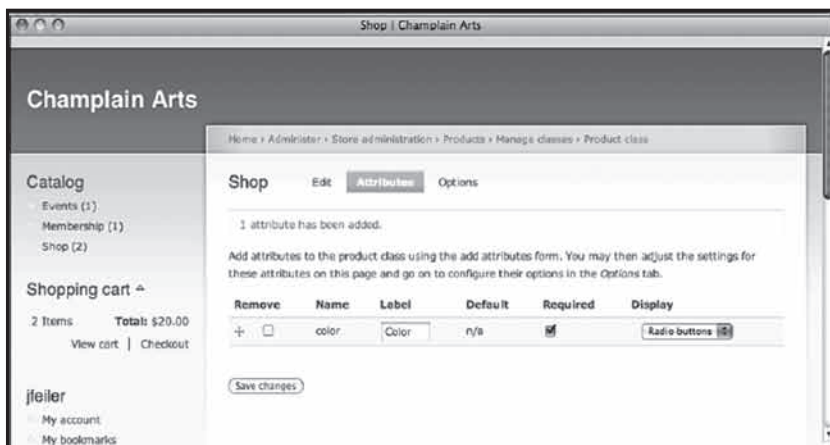 Shop | Champlain Arts
Champlain Arts
Home › Administer › Store administration › Products › Manage classes › Product class
Catalog
Events (1)
Membership (1)
Shop (2)
Shopping cart
2 Items Total: $20.00
View cart | Checkout
jfeiler
My account
My bookmarks
Shop Edit Attributes Options
1 attribute has been added.
Add attributes to the product class using the add attributes form. You may then adjust the settings for
these attributes on this page and go on to configure their options in the Options tab.
Remove Name Label Default Required Display
color Color n/a Radio buttons
Save changes